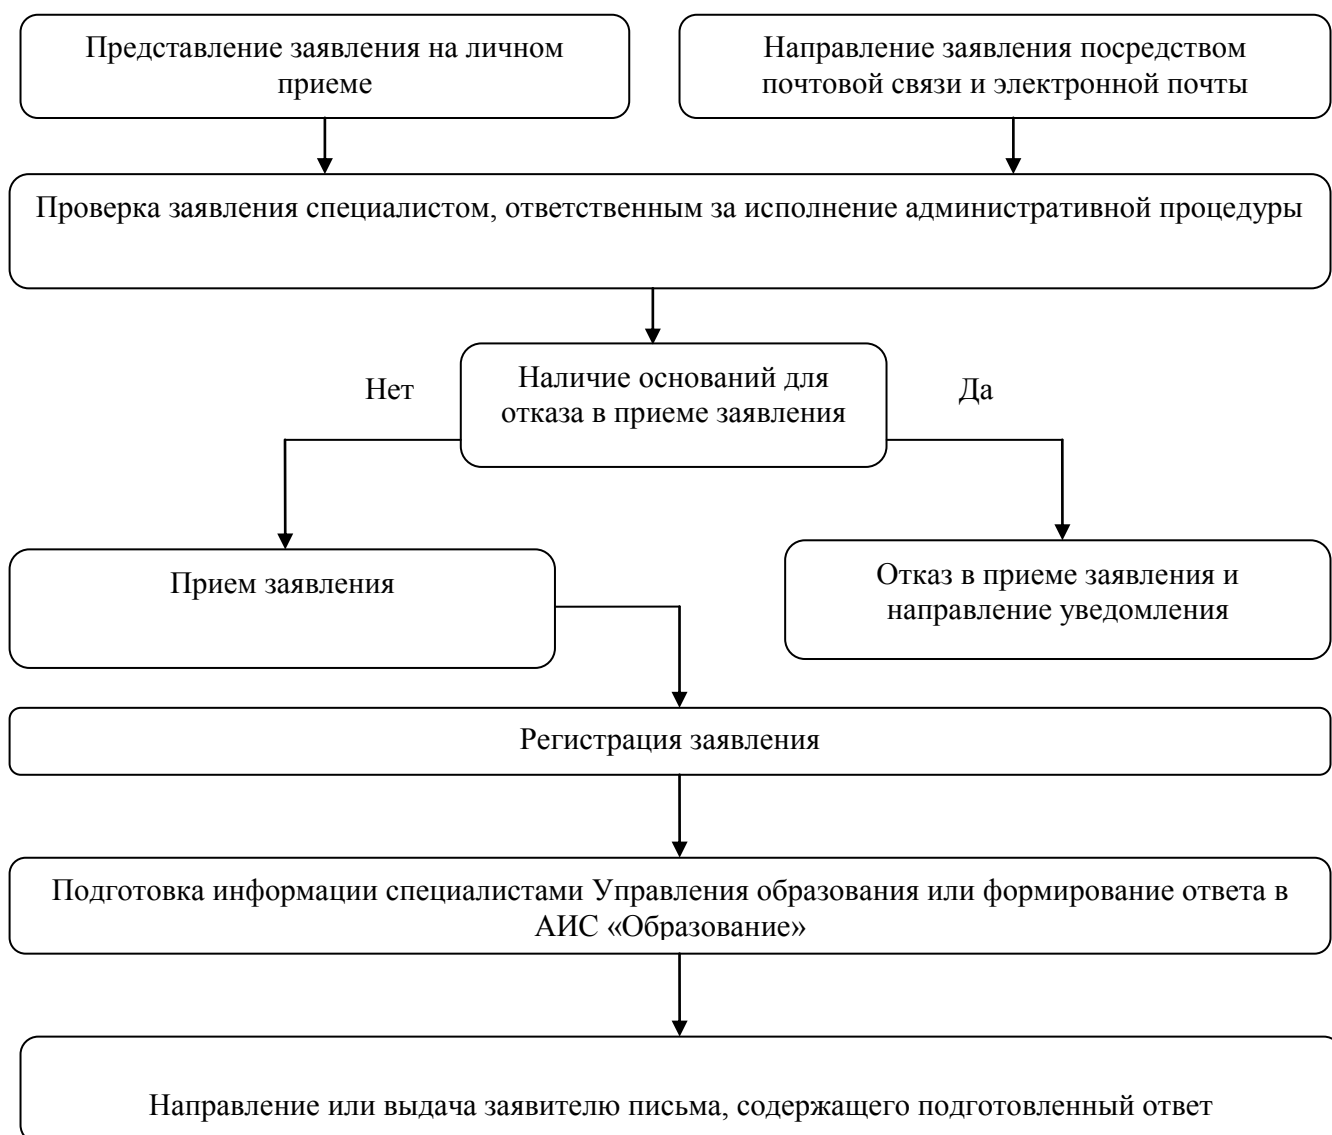 Представление заявления на личном
приеме
Направление заявления посредством
почтовой связи и электронной почты
Проверка заявления специалистом, ответственным за исполнение административной процедуры
Нет
Наличие оснований для
отказа в приеме заявления
Да
Прием заявления
Отказ в приеме заявления и
направление уведомления
Регистрация заявления
Подготовка информации специалистами Управления образования или формирование ответа в
АИС «Образование»
Направление или выдача заявителю письма, содержащего подготовленный ответ